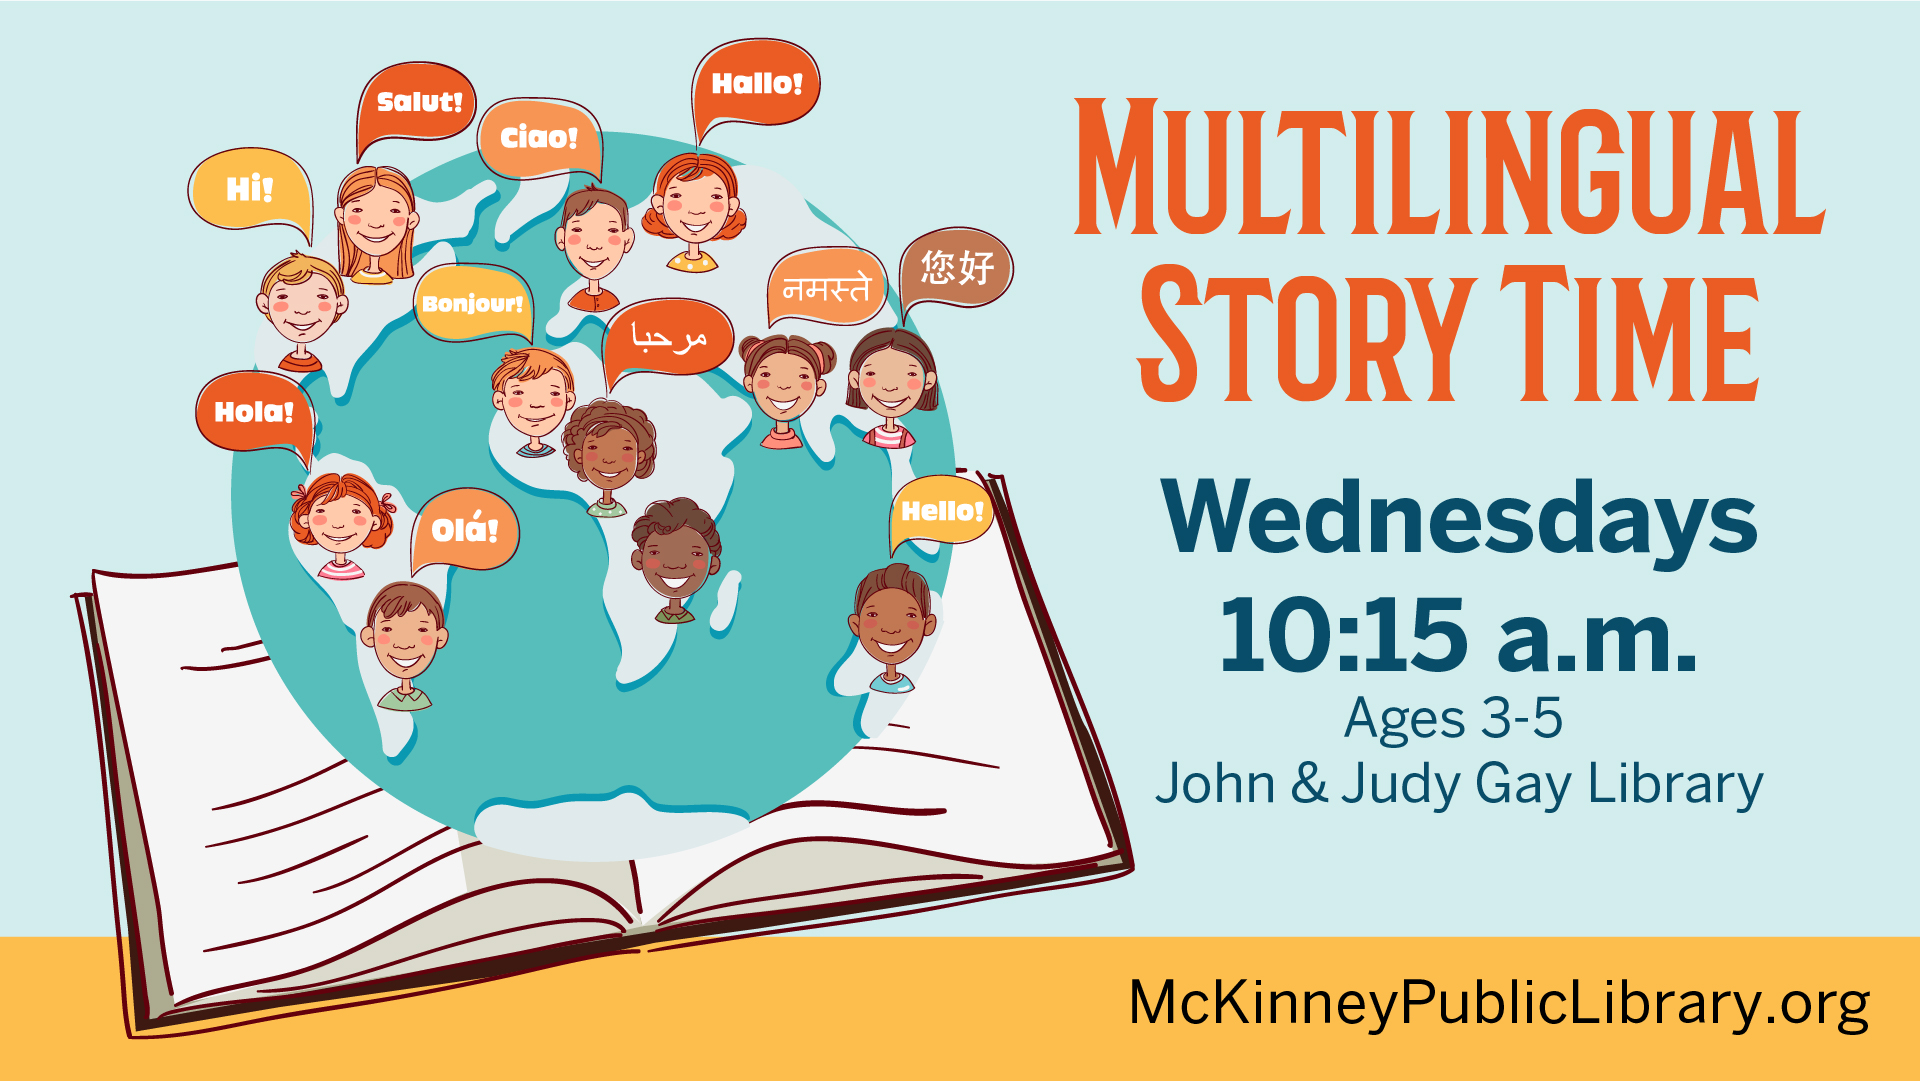 Hallo!
Salut!
Ciao!
Hi!
您好
नमस्ते
Bonjour!
مرحبا
Hola!
Hello!
Olá!
MULTILINGUAL
STORY TIME
Wednesdays
10:15 a.m.
Ages 3-5
John & Judy Gay Library
McKinneyPublicLibrary.org